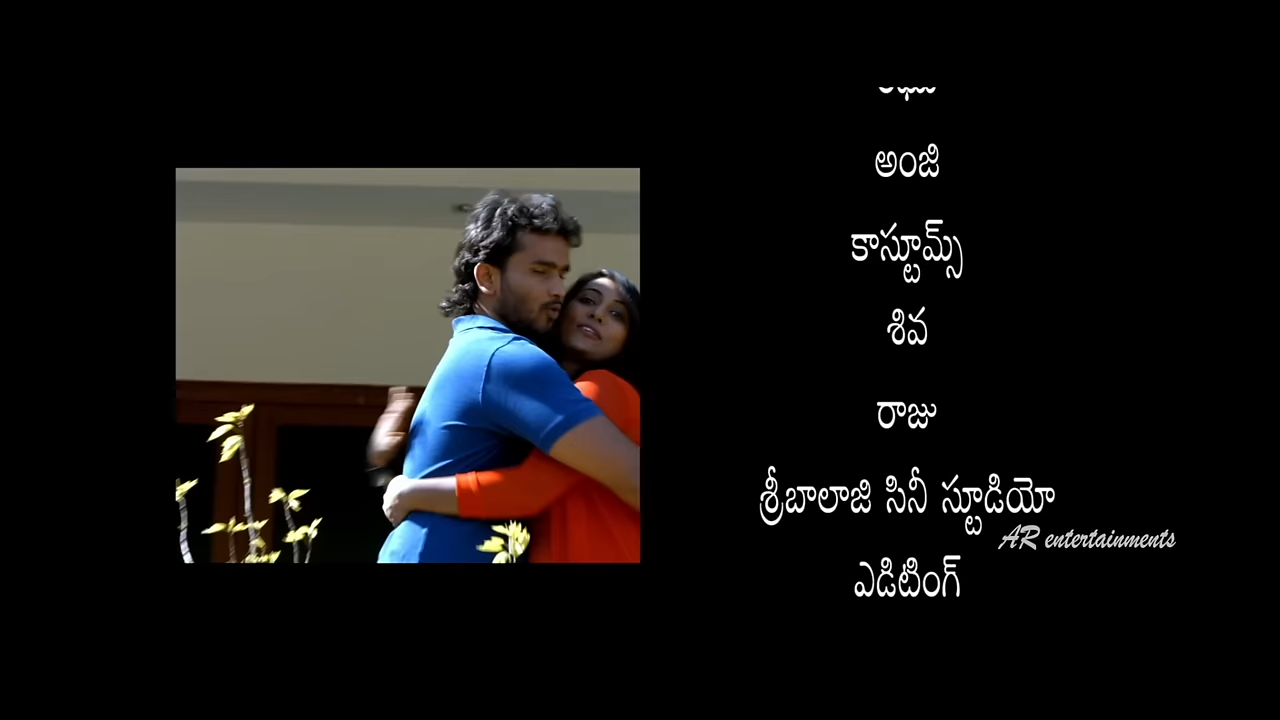 అంజి
కాస్టూమ్స్
శివ
రాజు
శ్రీబాలాజి సినీ స్టూడియో
AR entertainments
ఎడిటింగ్